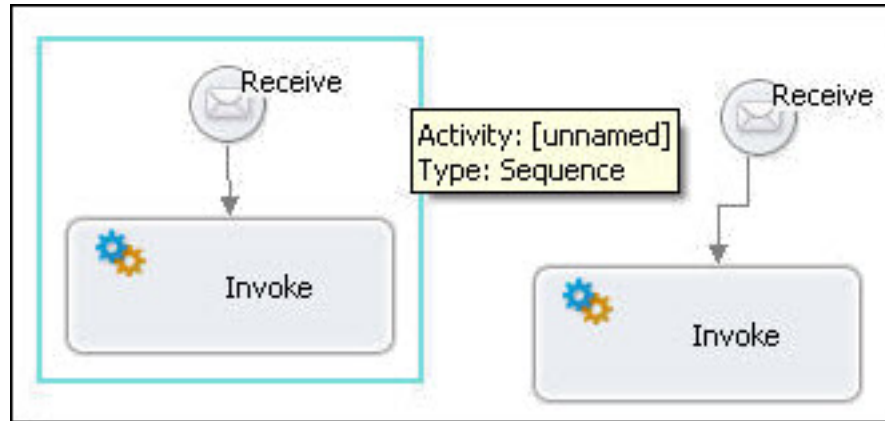 Receive
Receive
Activity: [unnamed]
Type: Sequence
Invoke
Invoke